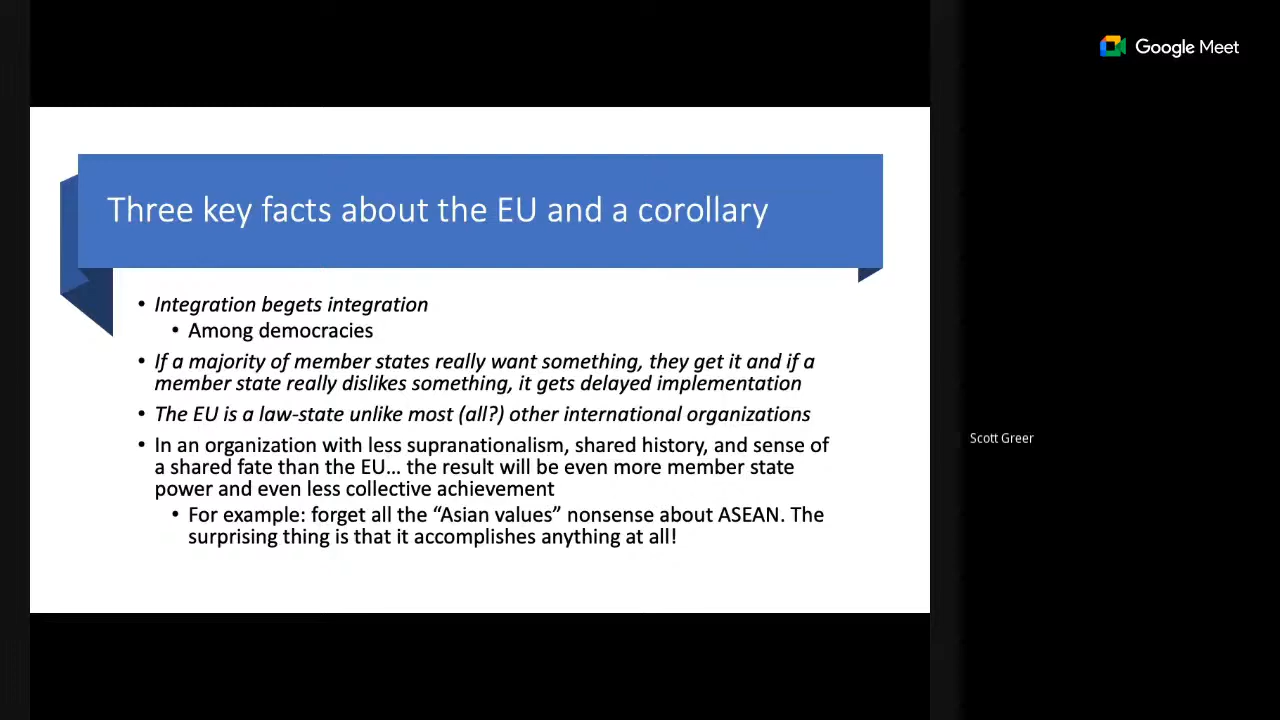 Google Meet
Three key facts about the EU and a corollary
• Integration begets integration
• Among democracies
• If a majority of member states really want something, they get it and if a
member state really dislikes something, it gets delayed implementation
• The EU is a law-state unlike most (all?) other international organizations
• In an organization with less supranationalism, shared history, and sense of
a shared fate than the EU... the result will be even more member state
power and even less collective achievement
• For example: forget all the “Asian values” nonsense about ASEAN. The
surprising thing is that it accomplishes anything at all!
Scott Greer